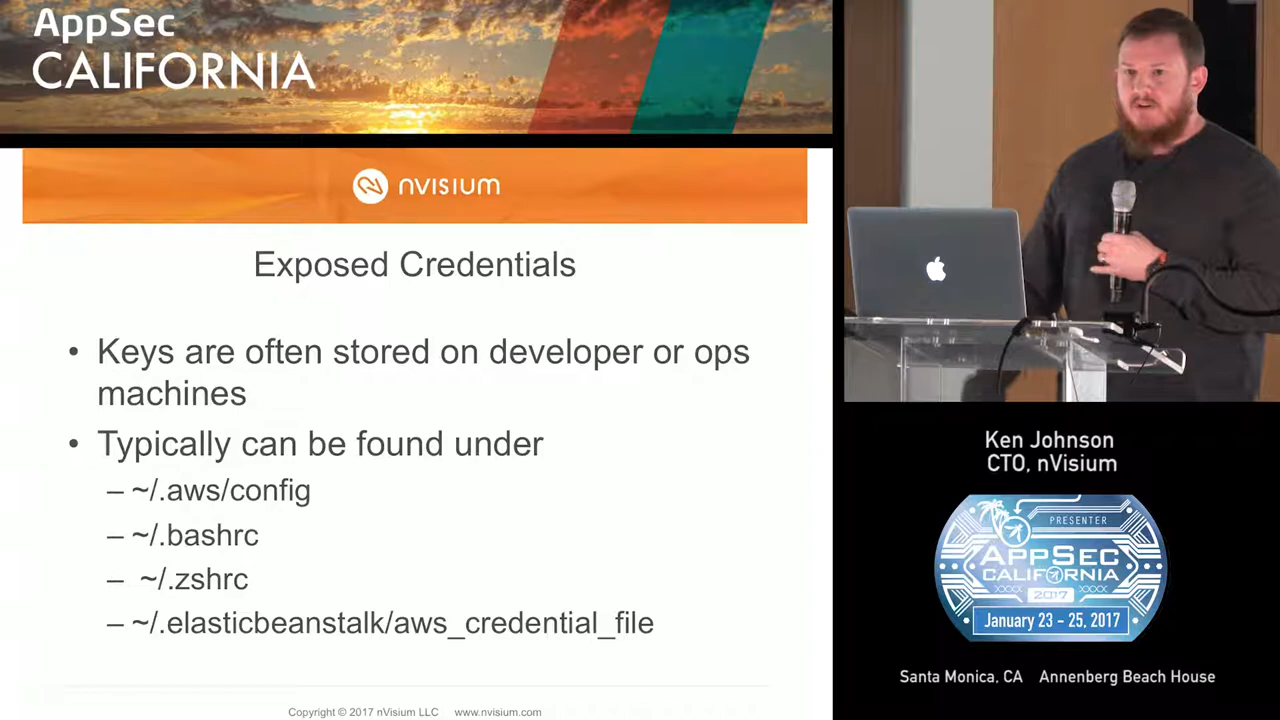 AppSec
CALIFORNIA
nVISIUM
Exposed Credentials
• Keys are often stored on developer or ops
machines
• Typically can be found under
– ~/.aws/config
– ~/.bashrc
– ~/.zshrc
– ~/.elasticbeanstalk/aws_credential_file
Copyright © 2017 nVisium LLC www.nvisium.com
Ken Johnson
CTO, nVisium
PRESENTER
APPSEC
CALIFORNIA
XXXX 2017 XXXX
January 23 - 25, 2017
Santa Monica, CA Annenberg Beach House